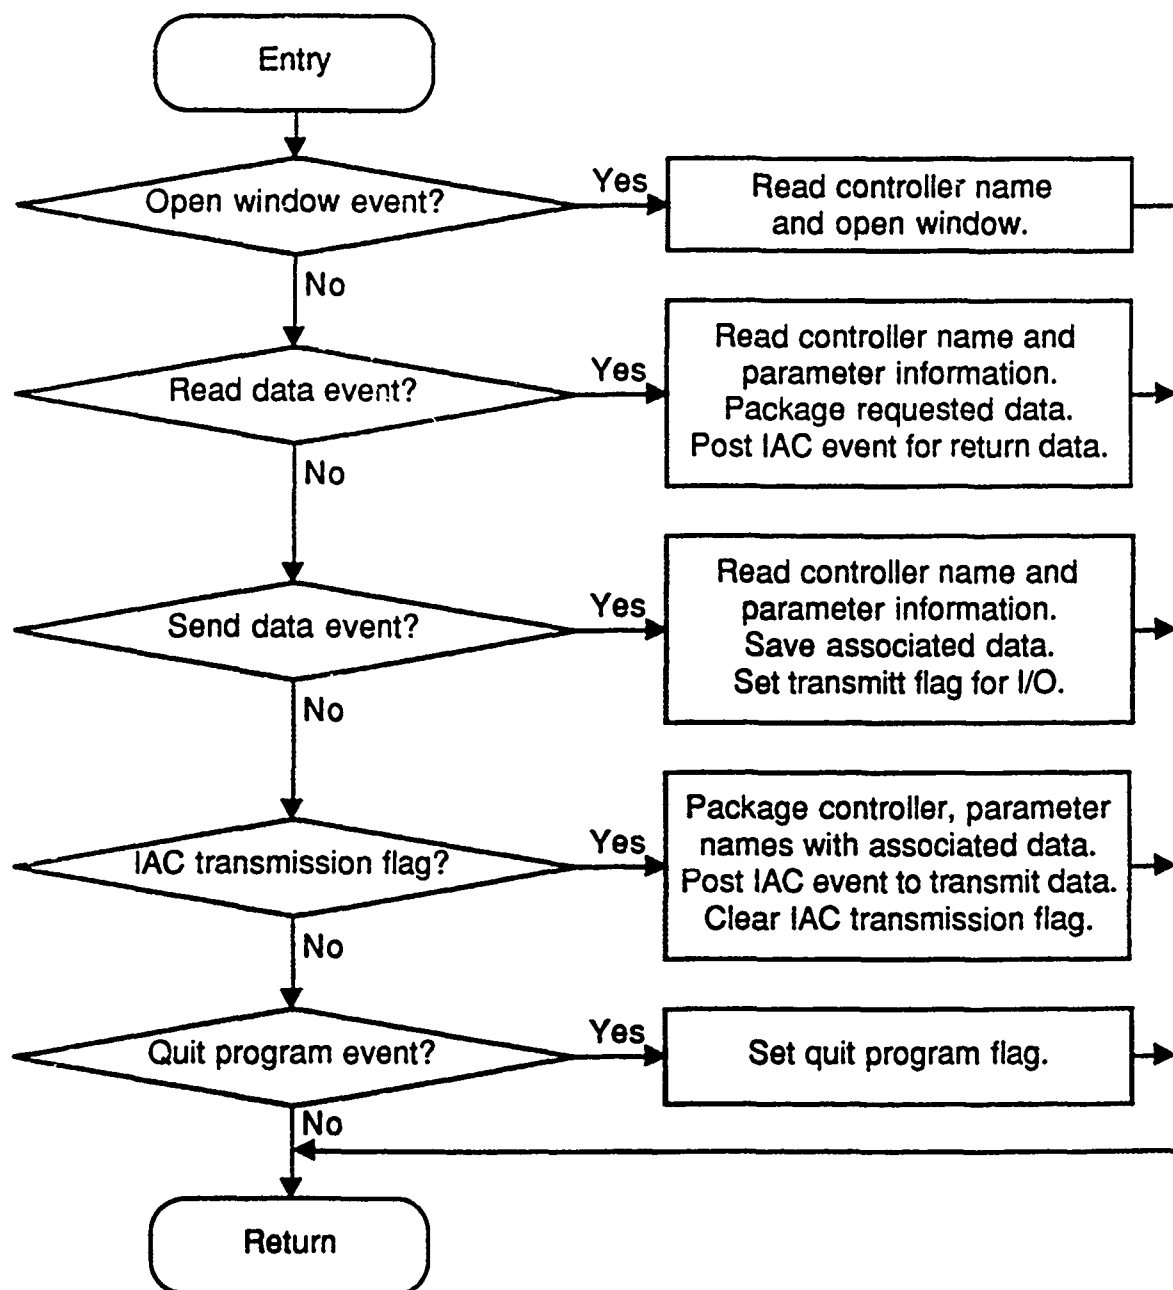 Entry
Open window event?
Yes
Read controller name
and open window.
No
Read data event?
Yes
Read controller name and
parameter information.
Package requested data.
Post IAC event for return data.
No
Send data event?
Yes
Read controller name and
parameter information.
Save associated data.
Set transmitt flag for I/O.
No
IAC transmission flag?
Yes
Package controller, parameter
names with associated data.
Post IAC event to transmit data.
Clear IAC transmission flag.
No
Quit program event?
Yes
Set quit program flag.
No
Return